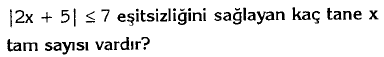 |2x + 5| ≤ 7 eşitsizliğini sağlayan kaç tane x
tam sayısı vardır?